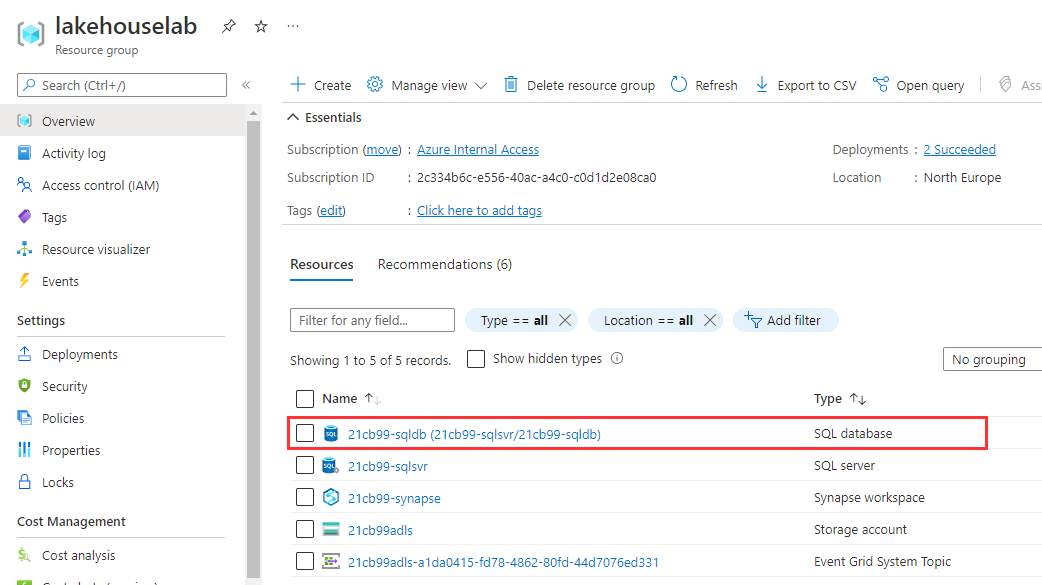 lakehouselab
Resource group
Search (Ctrl+/)
Overview
Activity log
Access control (IAM)
Tags
Resource visualizer
Events
Settings
Deployments
Security
Policies
Properties
Locks
Cost Management
Cost analysis
Create Manage view Delete resource group Refresh Export to CSV Open query
Essentials
Subscription (move) : Azure Internal Access
Subscription ID : 2c334b6c-e556-40ac-a4c0-c0d1d2e08ca0
Tags (edit) : Click here to add tags
Deployments : 2 Succeeded
Location : North Europe
Resources Recommendations (6)
Filter for any field... Type == all Location == all Add filter
Showing 1 to 5 of 5 records. Show hidden types
No grouping
Name Type
21cb99-sqldb (21cb99-sqlsvr/21cb99-sqldb) SQL database
21cb99-sqlsvr SQL server
21cb99-synapse Synapse workspace
21cb99adls Storage account
21cb99adls-a1da0415-fd78-4862-80fd-44d7076ed331 Event Grid System Topic